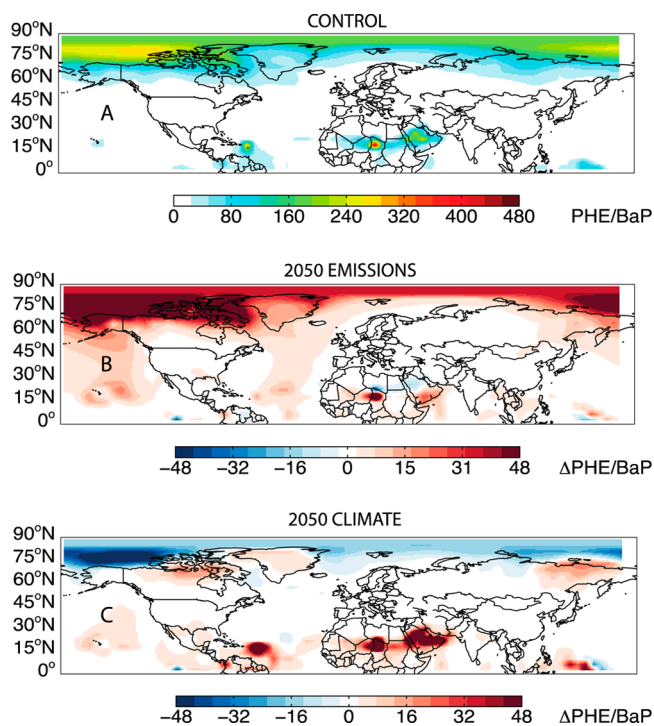 CONTROL
90°N
75°N
60°N
45°N
30°N
15°N
0°
A
0 80 160 240 320 400 480 PHE/BaP
2050 EMISSIONS
90°N
75°N
60°N
45°N
30°N
15°N
0°
B
−48 −32 −16 0 15 31 48 ΔPHE/BaP
2050 CLIMATE
90°N
75°N
60°N
45°N
30°N
15°N
0°
C
−48 −32 −16 0 16 32 48 ΔPHE/BaP